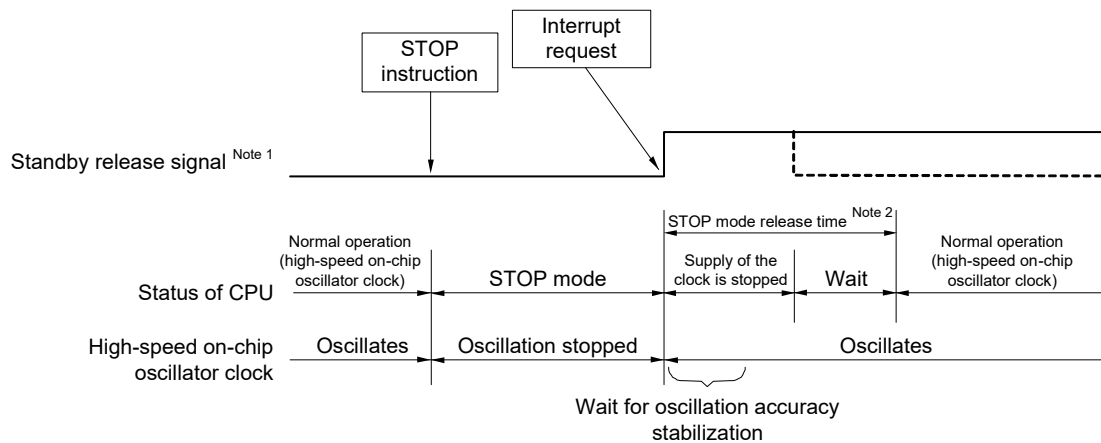 STOP
instruction
Interrupt
request
Standby release signal Note 1
STOP mode release time Note 2
Normal operation
(high-speed on-chip
oscillator clock)
Status of CPU
STOP mode
Supply of the
clock is stopped
Wait
Normal operation
(high-speed on-chip
oscillator clock)
High-speed on-chip
oscillator clock
Oscillates
Oscillation stopped
Oscillates
Wait for oscillation accuracy
stabilization